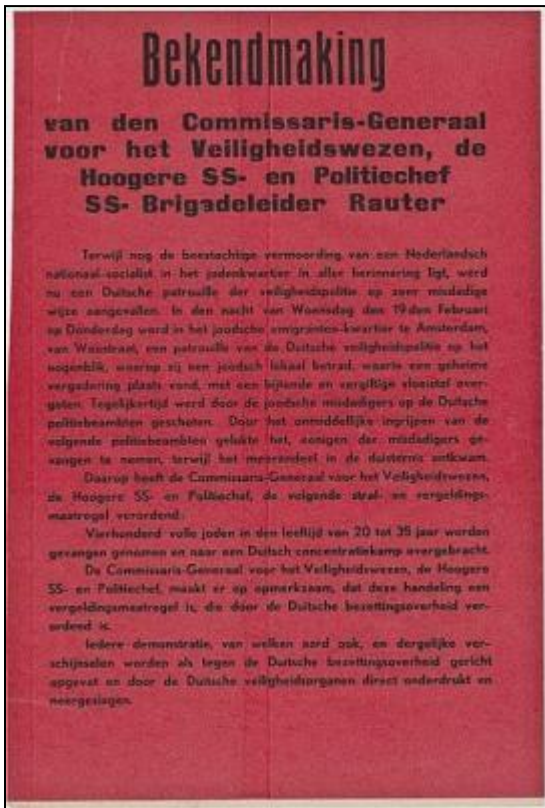 Bekendmaking
van den Commissaris-Generaal
voor het Veiligheidswezen, de
Hoogere SS- en Politiechef
SS- Brigadeleider Rauter
Terwijl nog de beestachtige vermoording van een Nederlandsch
nationaal-socialist in het jodenkwartier in aller herinnering ligt, werd
nu een Duitsche patrouille der veiligheidspolitie op zeer misdadige
wijze aangevallen. In den nacht van Woensdag den 19den Februari
op Donderdag werd in het joodsche emigranten-kwartier te Amsterdam,
van Woustraat, een patrouille van de Duitsche veiligheidspolitie op het
oogenblik, waarop zij een joodsch lokaal betrad, waarin een geheime
vergadering plaats vond, met een bijtende en vergiftige vloeistof over-
goten. Tegelijkertijd werd door de joodsche misdadigers op de Duitsche
politiebeambten geschoten. Door het onmiddellijke ingrijpen van de
volgende politiebeambten gelukte het, eenigen der misdadigers ge-
vangen te nemen, terwijl het meerendeel in de duisternis ontkwam.
Daarop heeft de Commissaris-Generaal voor het Veiligheidswezen,
de Hoogere SS- en Politiechef, de volgende straf- en vergeldings-
maatregel verordend:
Vierhonderd volle joden in den leeftijd van 20 tot 35 jaar worden
gevangen genomen en naar een Duitsch concentratiekamp overgebracht.
De Commissaris-Generaal voor het Veiligheidswezen, de Hoogere
SS- en Politiechef, maakt er op opmerkzaam, dat deze handeling een
vergeldingsmaatregel is, die door de Duitsche bezettingsoverheid ver-
ordeed is.
Iedere demonstratie, van welken aard ook, en dergelijke ver-
schijnselen worden als tegen de Duitsche bezettingsoverheid gericht
opgevat en door de Duitsche veiligheidsorganen direct onderdrukt en
neergeslagen.